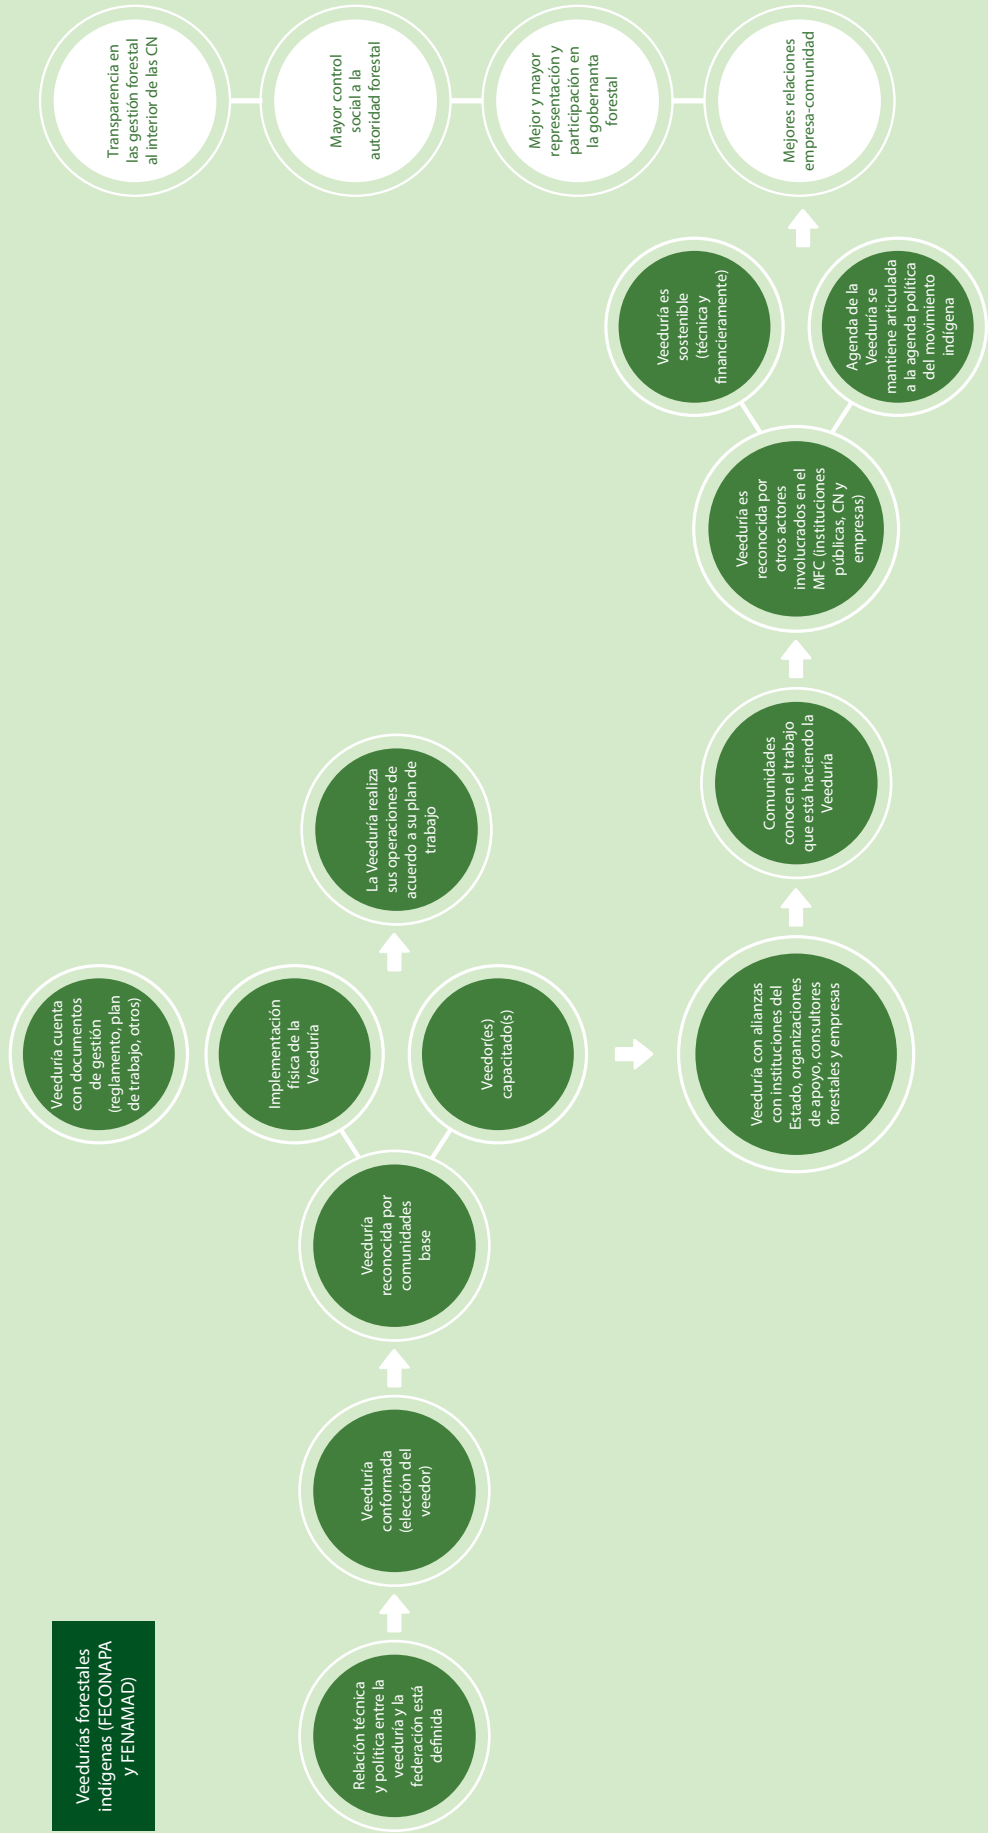 Veedurías forestales
indígenas (FECONAPA
y FENAMAD)
Relación técnica
y política entre la
veeduría y la
federación está
definida
Veeduría
conformada
(elección del
veedor)
Veeduría
reconocida por
comunidades
base
Veeduría cuenta
con documentos
de gestión
(reglamento, plan
de trabajo, otros)
Implementación
física de la
Veeduría
Veedor(es)
capacitado(s)
La Veeduría realiza
sus operaciones de
acuerdo a su plan de
trabajo
Veeduría con alianzas
con instituciones del
Estado, organizaciones
de apoyo, consultores
forestales y empresas
Comunidades
conocen el trabajo
que está haciendo la
Veeduría
Veeduría es
reconocida por
otros actores
involucrados en el
MFC (instituciones
públicas, CN y
empresas)
Veeduría es
sostenible
(técnica y
financieramente)
Agenda de la
Veeduría se
mantiene articulada
a la agenda política
del movimiento
indígena
Transparencia en
las gestión forestal
al interior de las CN
Mayor control
social a la
autoridad forestal
Mejor y mayor
representación y
participación en
la gobernanta
forestal
Mejores relaciones
empresa-comunidad